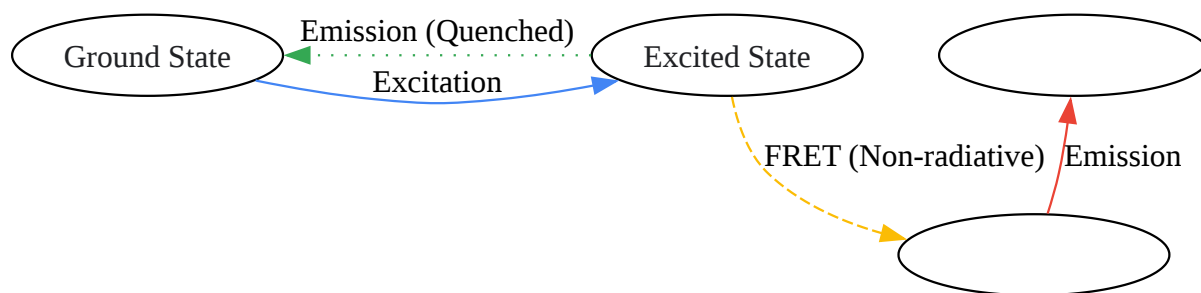 Emission (Quenched)
Ground State
Excited State
Excitation
FRET (Non-radiative)
Emission